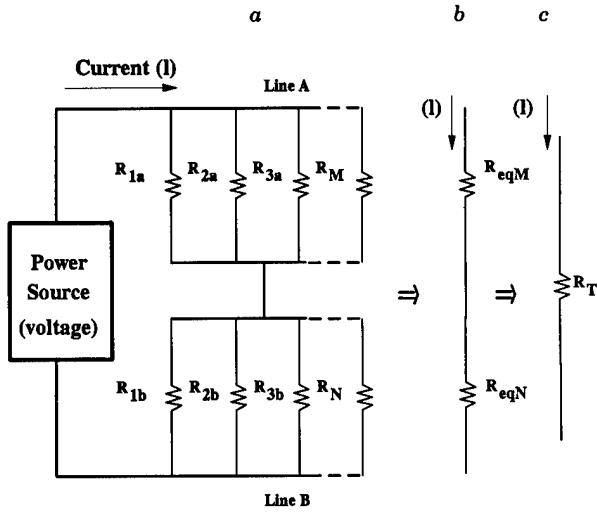 a b c
Current (l)
Line A
(l) (l)
R1a R2a R3a RM
ReqM
Power
Source
(voltage)
⇒ ⇒
RT
R1b R2b R3b RN
ReqN
Line B